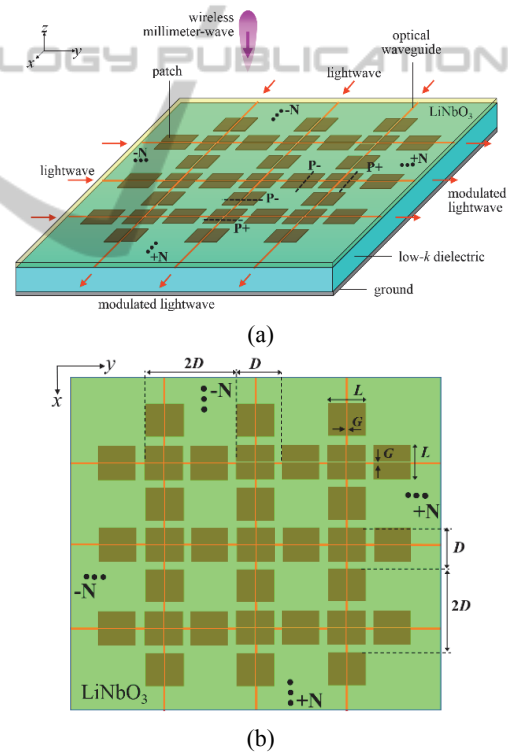 wireless
millimeter-wave
optical
waveguide
LOGY PUBLICATION
z
y
x
patch
lightwave
LiNbO3
-N
-N
+N
P-
P+
lightwave
P-
P+
modulated
lightwave
+N
low-k dielectric
modulated lightwave
ground
(a)
y
x
2D
D
-N
L
G
G
L
+N
D
-N
2D
LiNbO3
+N
(b)